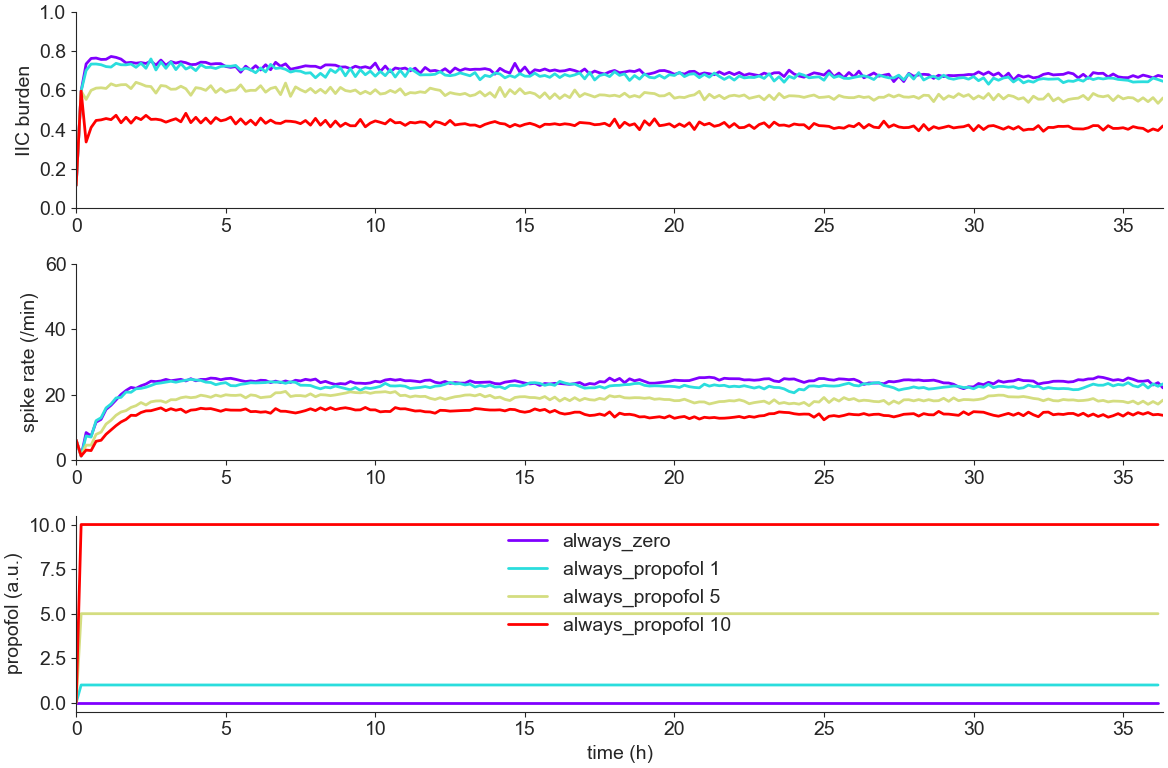 1.0
0.8
0.6
0.4
0.2
0.0
IIC burden
0 5 10 15 20 25 30 35
60
40
20
0
spike rate (/min)
0 5 10 15 20 25 30 35
10.0
7.5
5.0
2.5
0.0
propofol (a.u.)
always_zero
always_propofol 1
always_propofol 5
always_propofol 10
0 5 10 15 20 25 30 35
time (h)